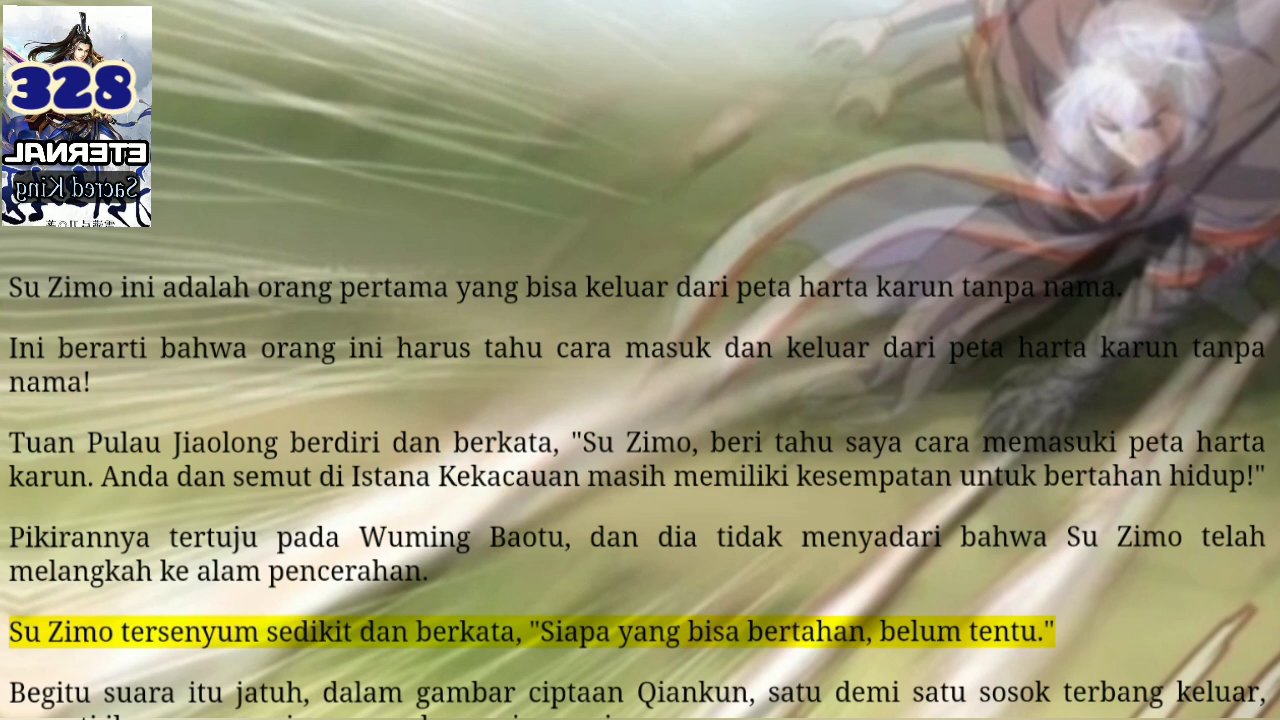 328
ETERNAL
Sacred King
Su Zimo ini adalah orang pertama yang bisa keluar dari peta harta karun tanpa nama.
Ini berarti bahwa orang ini harus tahu cara masuk dan keluar dari peta harta karun tanpa
nama!
Tuan Pulau Jiaolong berdiri dan berkata, "Su Zimo, beri tahu saya cara memasuki peta harta
karun. Anda dan semut di Istana Kekacauan masih memiliki kesempatan untuk bertahan hidup!"
Pikirannya tertuju pada Wuming Baotu, dan dia tidak menyadari bahwa Su Zimo telah
melangkah ke alam pencerahan.
Su Zimo tersenyum sedikit dan berkata, "Siapa yang bisa bertahan, belum tentu."
Begitu suara itu jatuh, dalam gambar ciptaan Qiankun, satu demi satu sosok terbang keluar,